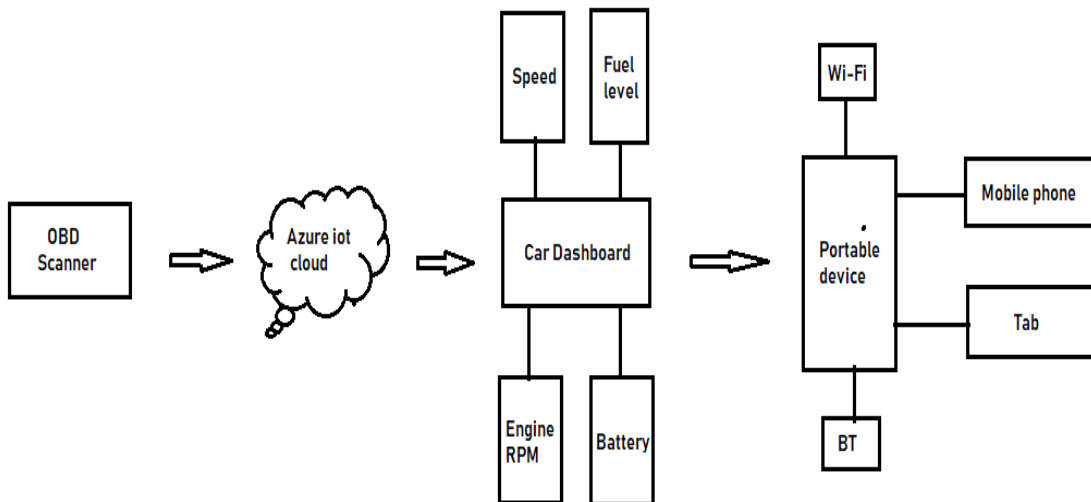 OBD
Scanner
Azure iot
cloud
Speed
Fuel
level
Car Dashboard
Engine
RPM
Battery
Wi-Fi
Portable
device
Mobile phone
Tab
BT